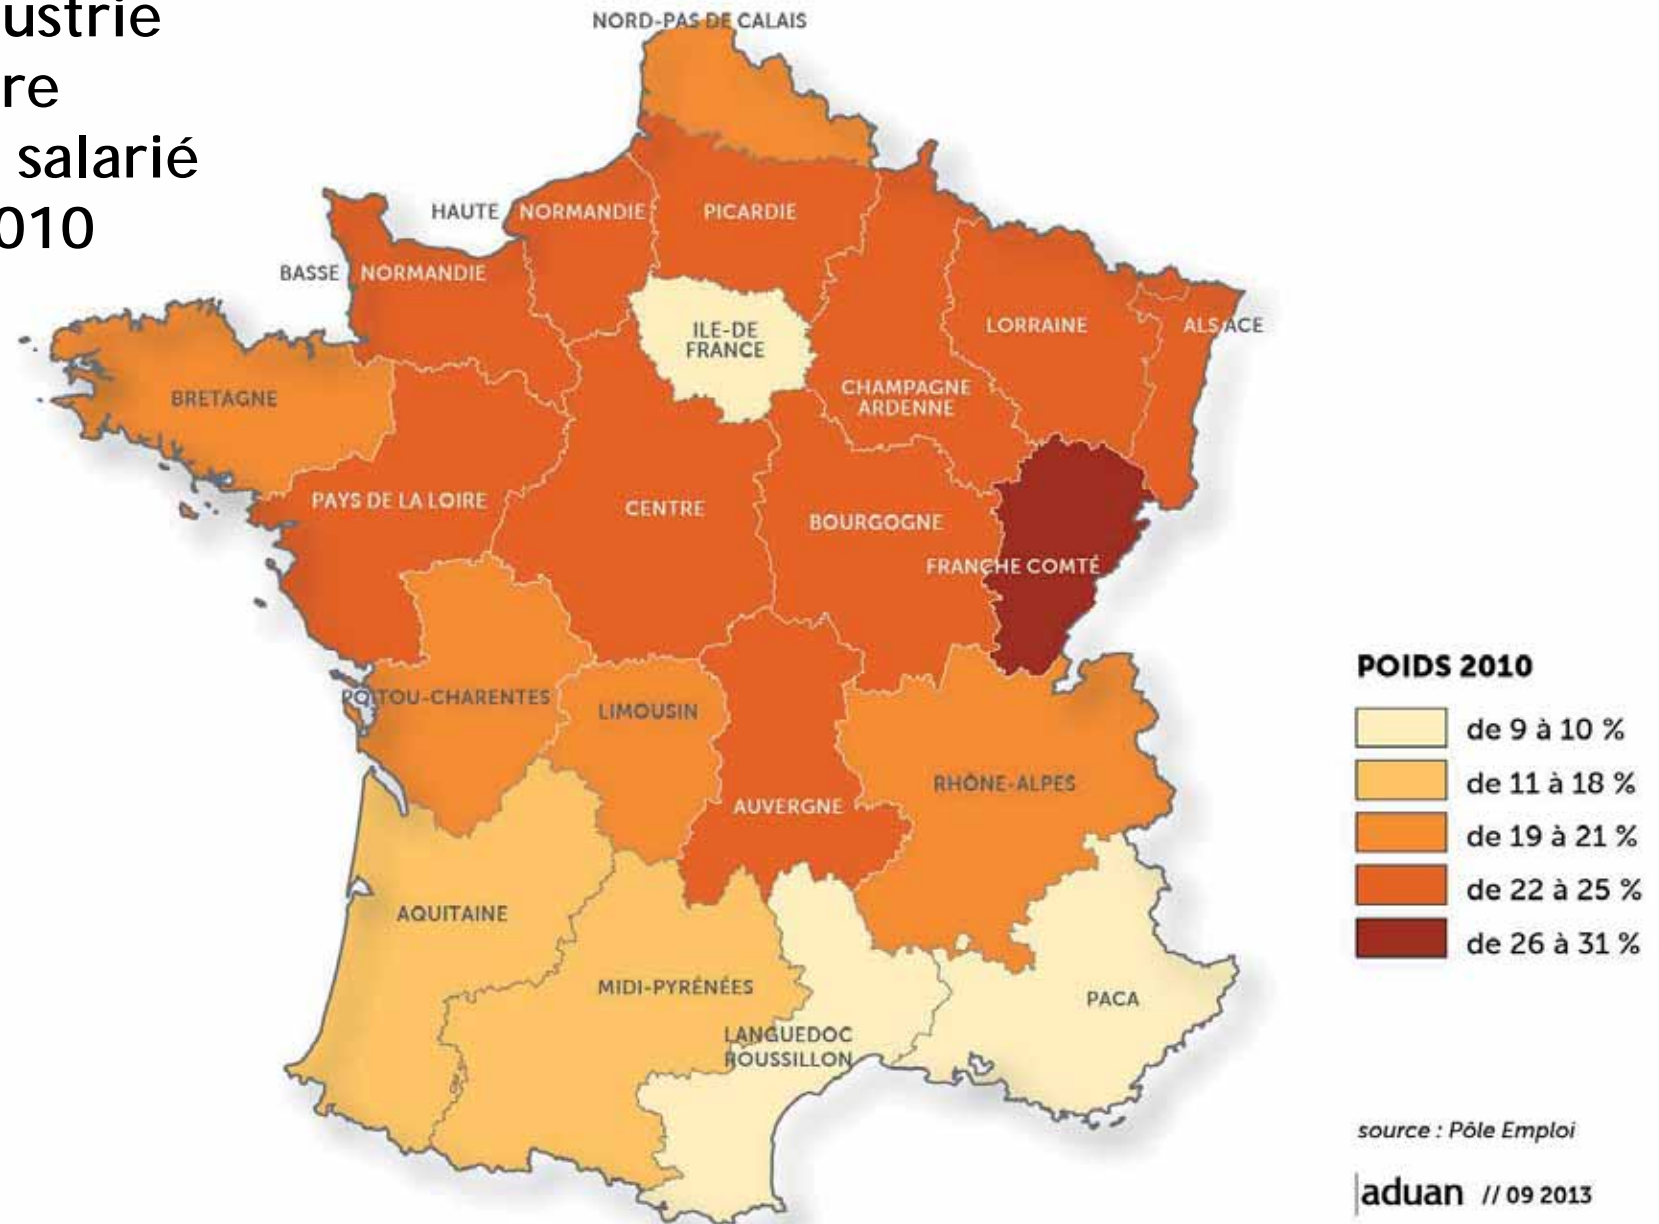 ustrie
re
salarié
010
NORD-PAS DE CALAIS
HAUTE NORMANDIE
PICARDIE
BASSE NORMANDIE
ILE-DE
FRANCE
LORRAINE
ALSACE
BRETAGNE
CHAMPAGNE
ARDENNE
PAYS DE LA LOIRE
CENTRE
BOURGOGNE
FRANCHE COMTÉ
POITOU-CHARENTES
LIMOUSIN
RHÔNE-ALPES
AUVERGNE
AQUITAINE
MIDI-PYRÉNÉES
LANGUEDOC
ROUSSILLON
PACA
POIDS 2010
de 9 à 10 %
de 11 à 18 %
de 19 à 21 %
de 22 à 25 %
de 26 à 31 %
source : Pôle Emploi
aduan // 09 2013